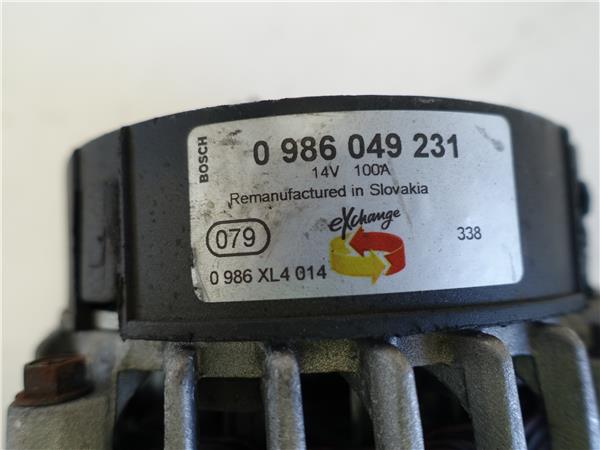 BOSCH
0 986 049 231
14V 100A
Remanufactured in Slovakia
eXchange
079
338
0 986 XL4 014